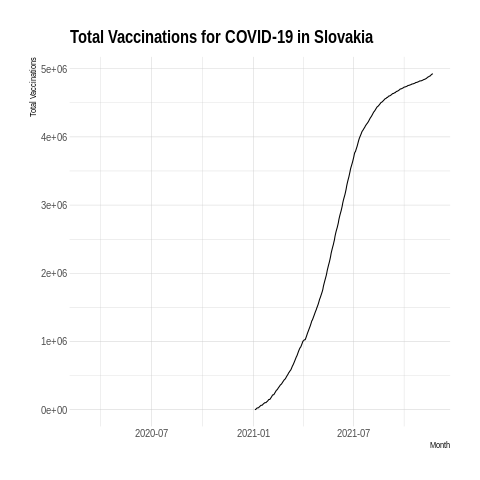 Total Vaccinations for COVID-19 in Slovakia
Total Vaccinations
5e+06
4e+06
3e+06
2e+06
1e+06
0e+00
2020-07 2021-01 2021-07
Month